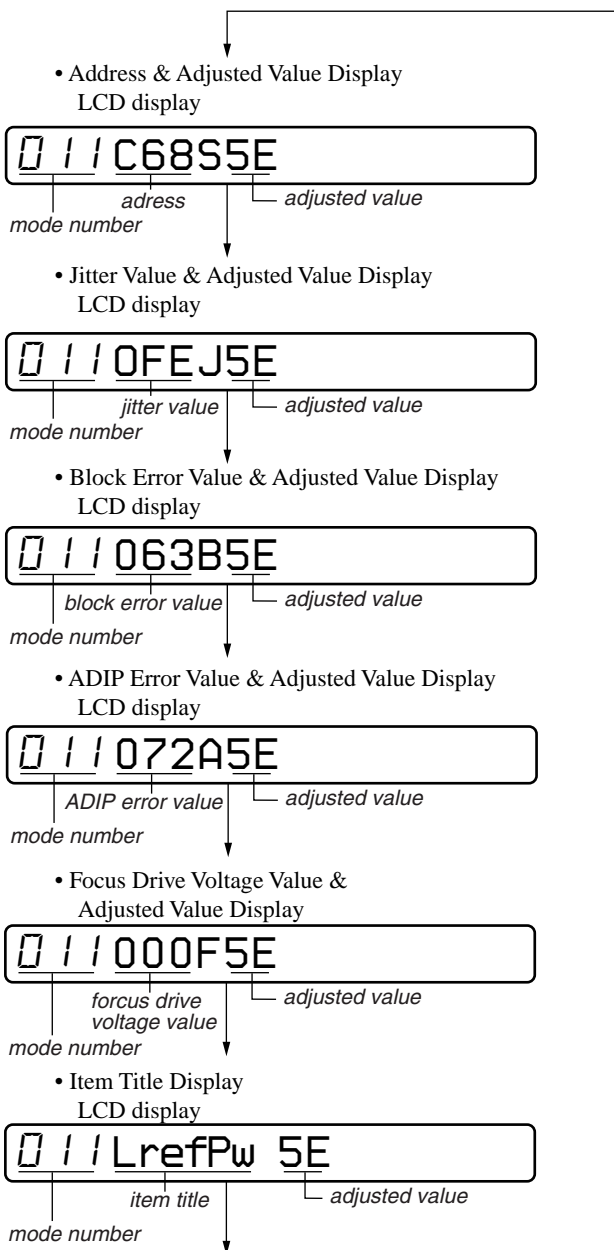 • Address & Adjusted Value Display
LCD display
011C68S5E
adress
adjusted value
mode number
• Jitter Value & Adjusted Value Display
LCD display
0110FEJ5E
jitter value
adjusted value
mode number
• Block Error Value & Adjusted Value Display
LCD display
011063B5E
block error value
adjusted value
mode number
• ADIP Error Value & Adjusted Value Display
LCD display
011072A5E
ADIP error value
adjusted value
mode number
• Focus Drive Voltage Value &
Adjusted Value Display
011000F5E
forcus drive
voltage value
adjusted value
mode number
• Item Title Display
LCD display
011LrefPw 5E
item title
adjusted value
mode number